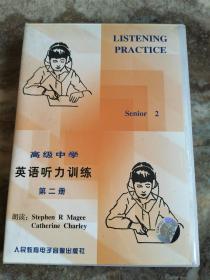 LISTENING
PRACTICE
Senior 2
高级中学
英语听力训练
第二册
朗读：Stephen R Magee
Catherine Charley
人民教育电子音像出版社